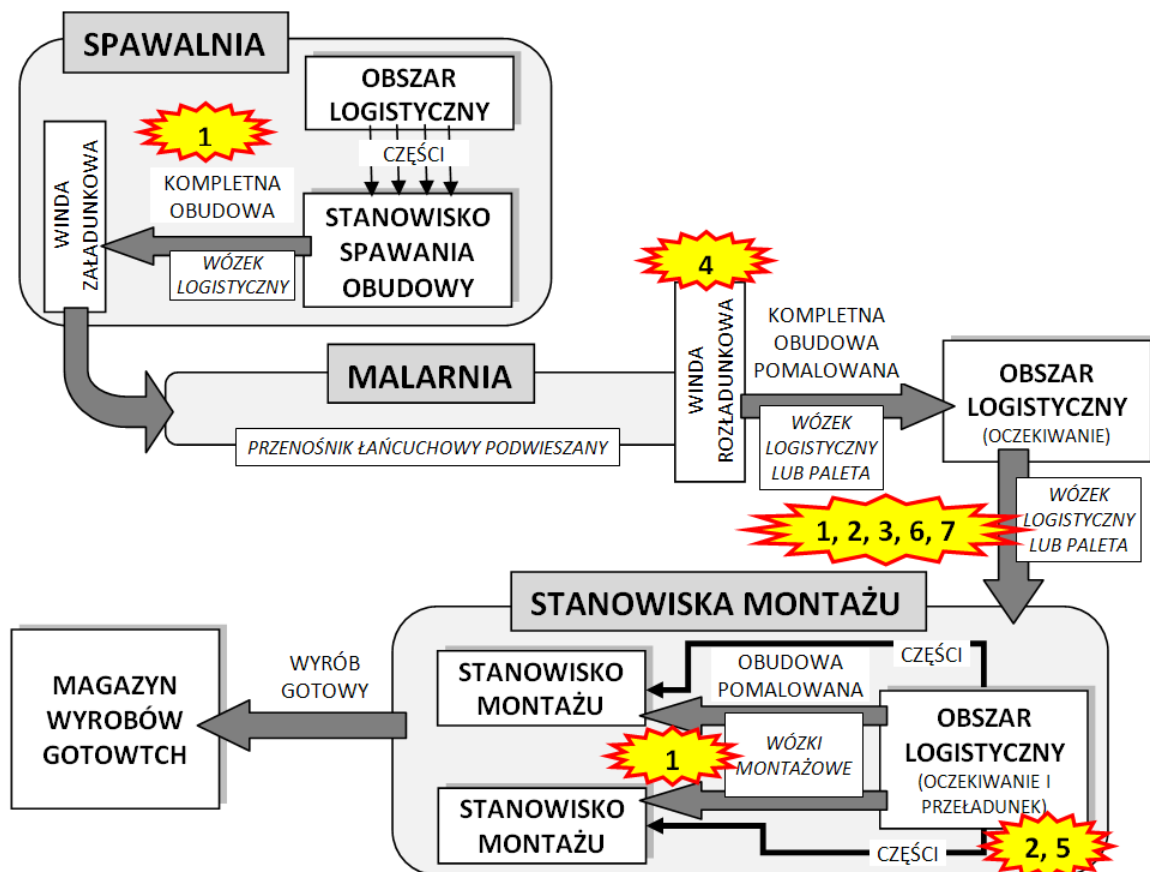 SPAWALNIA
OBSZAR
LOGISTYCZNY
1
CZĘŚCI
WINDA
ZAŁADUNKOWA
KOMPLETNA
OBUDOWA
STANOWISKO
SPAWANIA
OBUDOWY
WÓZEK
LOGISTYCZNY
4
MALARNIA
WINDA
ROZŁADUNKOWA
KOMPLETNA
OBUDOWA
POMALOWANA
OBSZAR
LOGISTYCZNY
(OCZEKIWANIE)
PRZENOŚNIK ŁAŃCUCHOWY PODWIESZANY
WÓZEK
LOGISTYCZNY
LUB PALETA
WÓZEK
LOGISTYCZNY
LUB PALETA
1, 2, 3, 6, 7
STANOWISKA MONTAŻU
MAGAZYN
WYROBÓW
GOTOWTCH
WYRÓB
GOTOWY
STANOWISKO
MONTAŻU
OBUDOWA
POMALOWANA
CZĘŚCI
OBSZAR
LOGISTYCZNY
(OCZEKIWANIE I
PRZEŁADUNEK)
1
WÓZKI
MONTAŻOWE
STANOWISKO
MONTAŻU
CZĘŚCI
2, 5